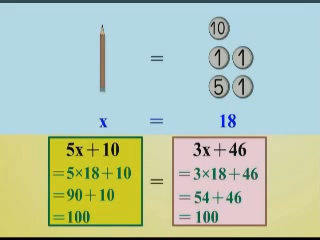 10
= 1 1
5 1
x = 18
5x+10 = 3x+46
=5×18+10 =3×18+46
=90+10 =54+46
=100 =100